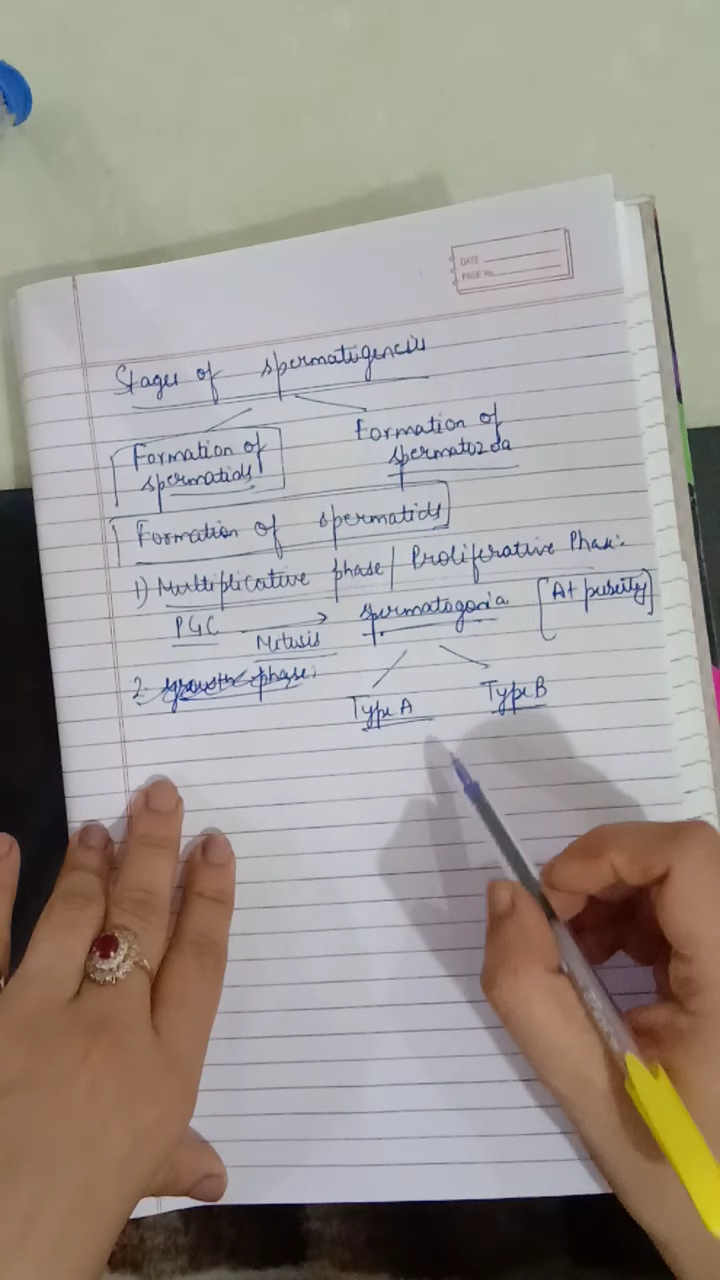 DATE
PAGE No.
Stages of spermatogenesis
Formation of spermatids
Formation of spermatozoa
Formation of spermatids
1) Multiplicative phase / Proliferative Phase:
PGC → spermatogonia [At puberty]
Mitosis
2. growth phase:
Type A
Type B